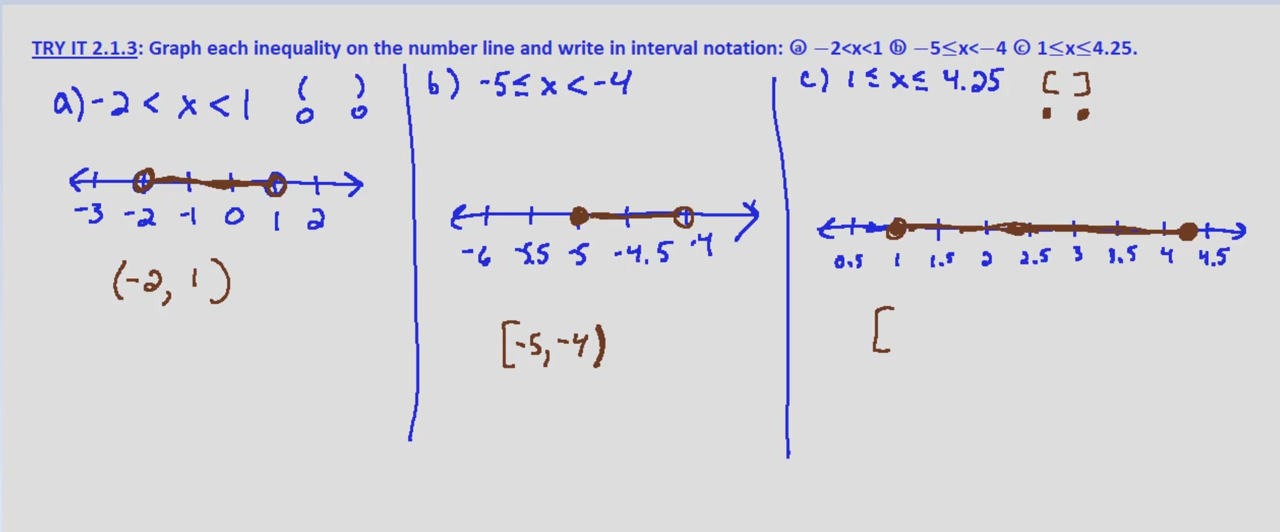 TRY IT 2.1.3: Graph each inequality on the number line and write in interval notation: ⓐ −2<x<1 ⓑ −5≤x<−4 ⓒ 1≤x≤4.25.
a) -2 < x < 1 ( )
-3 -2 -1 0 1 2
(-2, 1)
b) -5 ≤ x < -4
-6 -5.5 -5 -4.5 -4
[-5, -4)
c) 1 ≤ x ≤ 4.25 [ ]
0.5 1 1.5 2 2.5 3 3.5 4 4.5
[